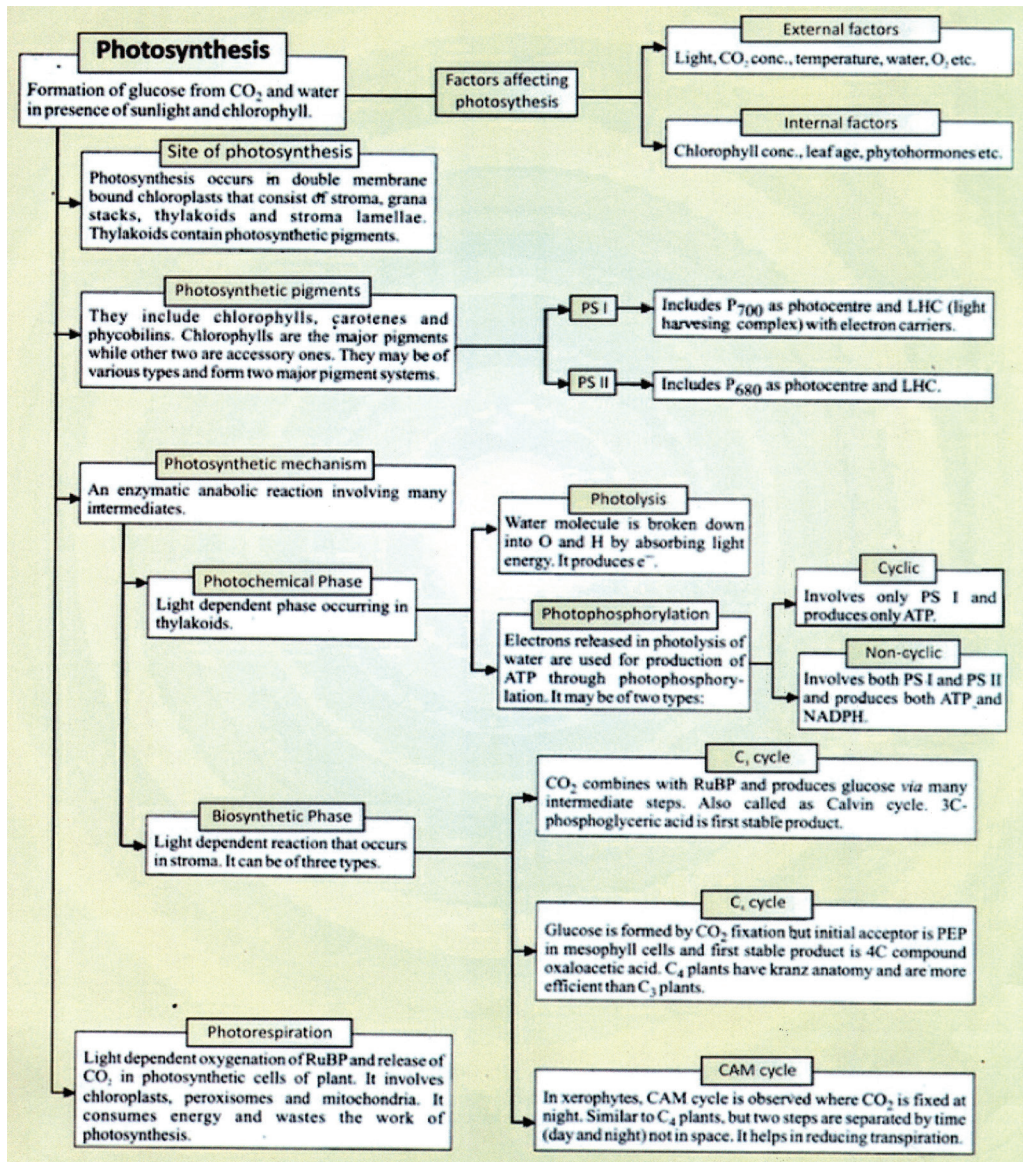 Photosynthesis
Formation of glucose from CO₂ and water
in presence of sunlight and chlorophyll.
Factors affecting
photosythesis
External factors
Light, CO₂ conc., temperature, water, O₂ etc.
Internal factors
Chlorophyll conc., leaf age, phytohormones etc.
Site of photosynthesis
Photosynthesis occurs in double membrane
bound chloroplasts that consist of stroma, grana
stacks, thylakoids and stroma lamellae.
Thylakoids contain photosynthetic pigments.
Photosynthetic pigments
They include chlorophylls, carotenes and
phycobilins. Chlorophylls are the major pigments
while other two are accessory ones. They may be of
various types and form two major pigment systems.
PS I
Includes P₇₀₀ as photocentre and LHC (light
harvesing complex) with electron carriers.
PS II
Includes P₆₈₀ as photocentre and LHC.
Photosynthetic mechanism
An enzymatic anabolic reaction involving many
intermediates.
Photochemical Phase
Light dependent phase occurring in
thylakoids.
Photolysis
Water molecule is broken down
into O and H by absorbing light
energy. It produces e⁻.
Photophosphorylation
Electrons released in photolysis of
water are used for production of
ATP through photophosphory-
lation. It may be of two types:
Cyclic
Involves only PS I and
produces only ATP.
Non-cyclic
Involves both PS I and PS II
and produces both ATP and
NADPH.
Biosynthetic Phase
Light dependent reaction that occurs
in stroma. It can be of three types.
C₃ cycle
CO₂ combines with RuBP and produces glucose via many
intermediate steps. Also called as Calvin cycle. 3C-
phosphoglyceric acid is first stable product.
C₄ cycle
Glucose is formed by CO₂ fixation but initial acceptor is PEP
in mesophyll cells and first stable product is 4C compound
oxaloacetic acid. C₄ plants have kranz anatomy and are more
efficient than C₃ plants.
CAM cycle
In xerophytes, CAM cycle is observed where CO₂ is fixed at
night. Similar to C₄ plants, but two steps are separated by time
(day and night) not in space. It helps in reducing transpiration.
Photorespiration
Light dependent oxygenation of RuBP and release of
CO₂ in photosynthetic cells of plant. It involves
chloroplasts, peroxisomes and mitochondria. It
consumes energy and wastes the work of
photosynthesis.